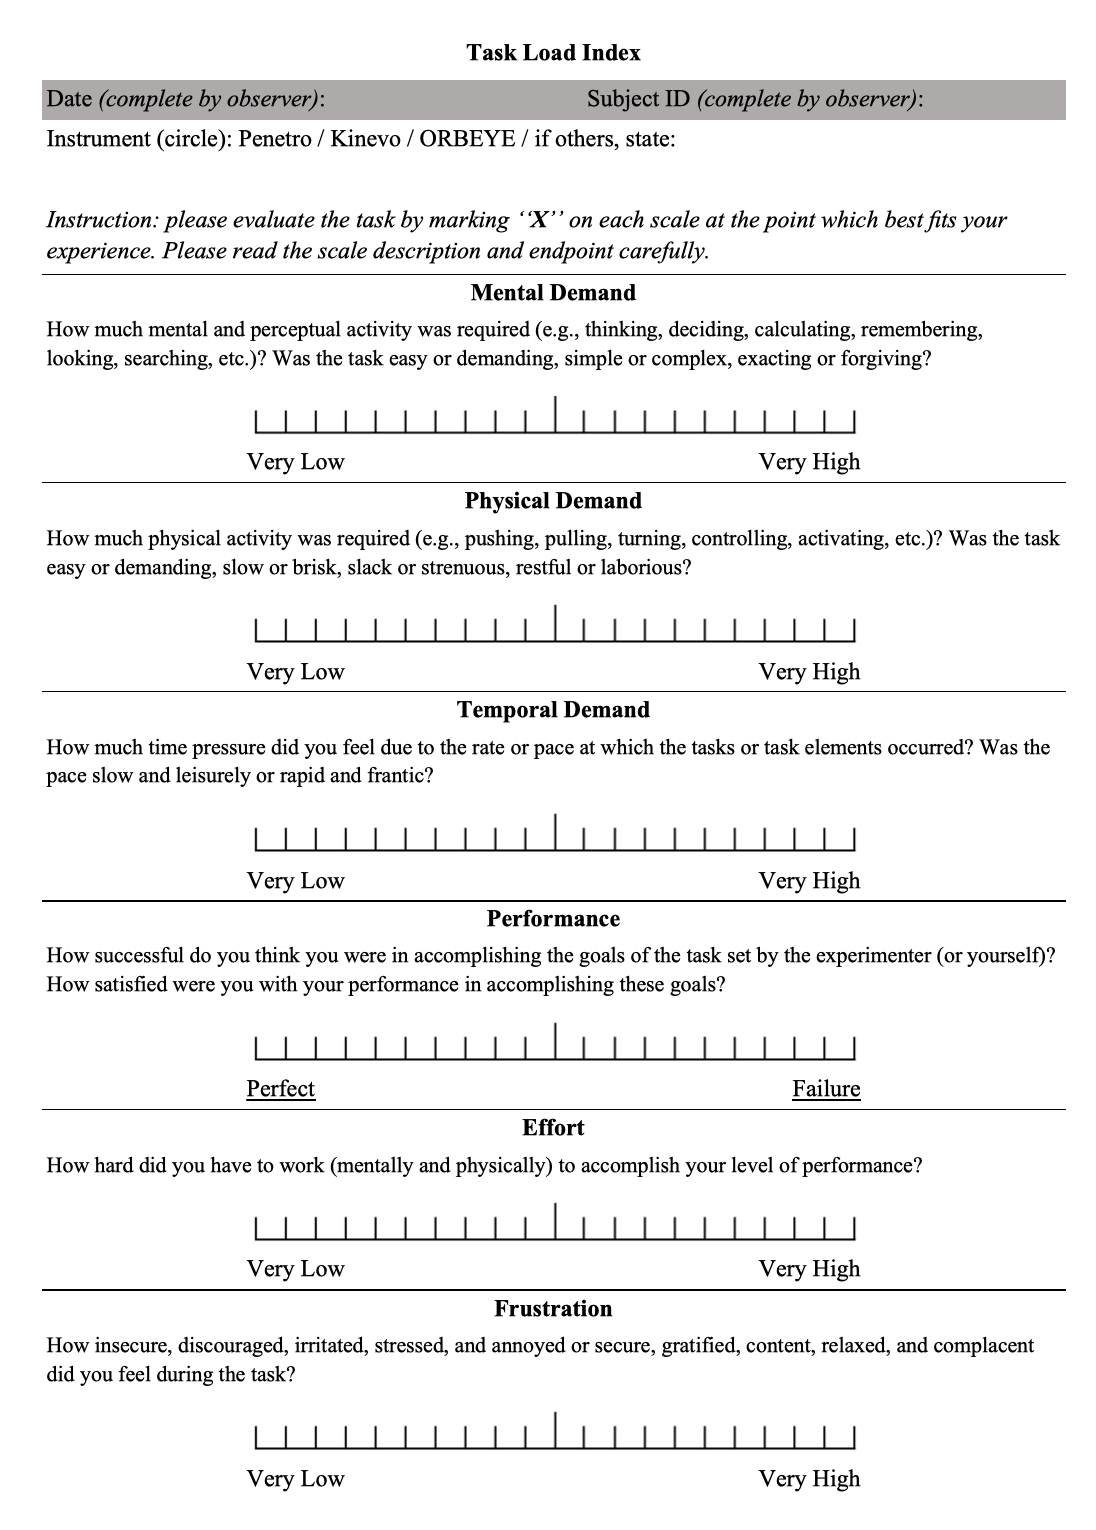 Task Load Index
Date (complete by observer): Subject ID (complete by observer):
Instrument (circle): Penetro / Kinevo / ORBEYE / if others, state:
Instruction: please evaluate the task by marking ‘‘X’’ on each scale at the point which best fits your
experience. Please read the scale description and endpoint carefully.
Mental Demand
How much mental and perceptual activity was required (e.g., thinking, deciding, calculating, remembering,
looking, searching, etc.)? Was the task easy or demanding, simple or complex, exacting or forgiving?
Very Low Very High
Physical Demand
How much physical activity was required (e.g., pushing, pulling, turning, controlling, activating, etc.)? Was the task
easy or demanding, slow or brisk, slack or strenuous, restful or laborious?
Very Low Very High
Temporal Demand
How much time pressure did you feel due to the rate or pace at which the tasks or task elements occurred? Was the
pace slow and leisurely or rapid and frantic?
Very Low Very High
Performance
How successful do you think you were in accomplishing the goals of the task set by the experimenter (or yourself)?
How satisfied were you with your performance in accomplishing these goals?
Perfect Failure
Effort
How hard did you have to work (mentally and physically) to accomplish your level of performance?
Very Low Very High
Frustration
How insecure, discouraged, irritated, stressed, and annoyed or secure, gratified, content, relaxed, and complacent
did you feel during the task?
Very Low Very High